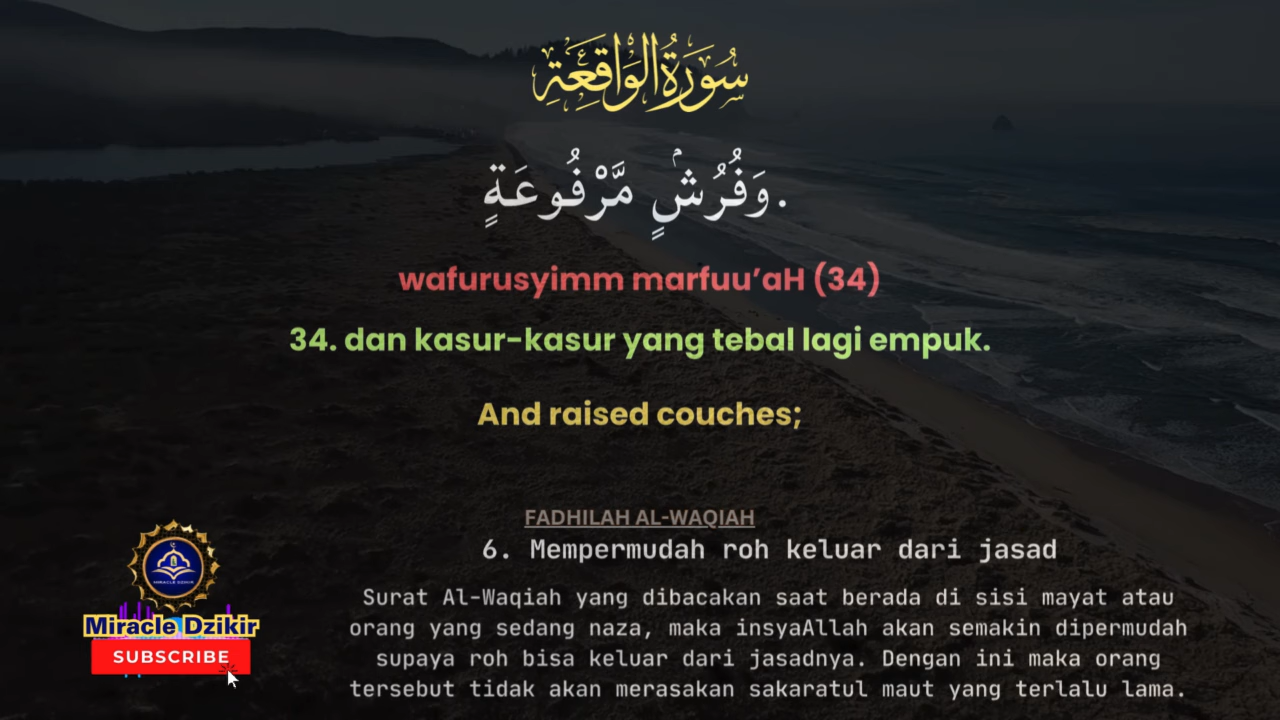 سُورَةُ الْوَاقِعَةِ
وَفُرُشٍۢ مَّرْفُوعَةٍ.
wafurusyimm marfuu’aH (34)
34. dan kasur-kasur yang tebal lagi empuk.
And raised couches;
FADHILAH AL-WAQIAH
6. Mempermudah roh keluar dari jasad
Surat Al-Waqiah yang dibacakan saat berada di sisi mayat atau
orang yang sedang naza, maka insyaAllah akan semakin dipermudah
supaya roh bisa keluar dari jasadnya. Dengan ini maka orang
tersebut tidak akan merasakan sakaratul maut yang terlalu lama.
MIRACLE DZIKIR
Miracle Dzikir
SUBSCRIBE